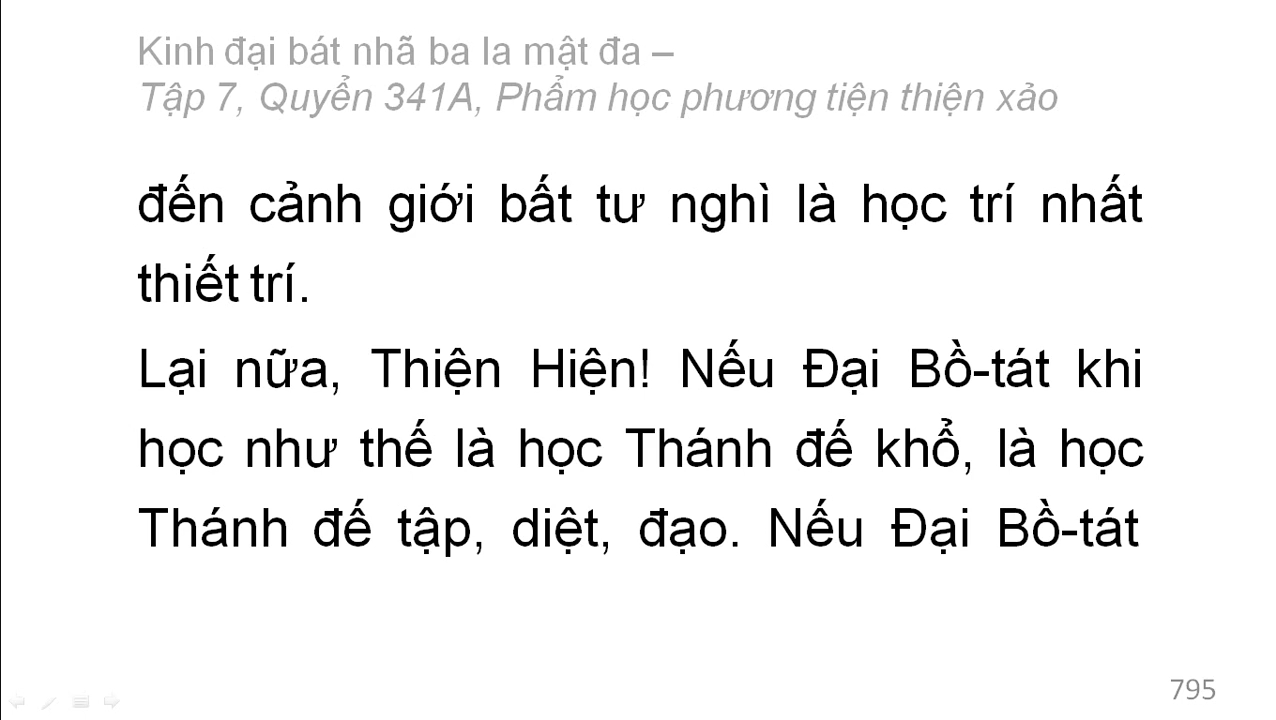 Kinh đại bát nhã ba la mật đa –
Tập 7, Quyển 341A, Phẩm học phương tiện thiện xảo
đến cảnh giới bất tư nghì là học trí nhất
thiết trí.
Lại nữa, Thiện Hiện! Nếu Đại Bồ-tát khi
học như thế là học Thánh đế khổ, là học
Thánh đế tập, diệt, đạo. Nếu Đại Bồ-tát
795